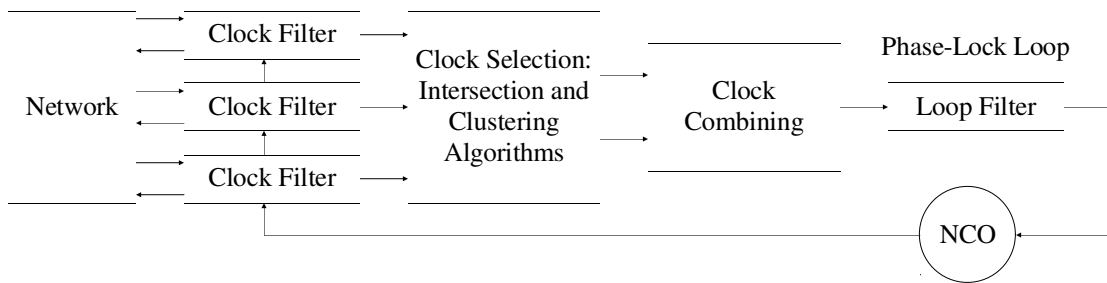 Network
Clock Filter
Clock Filter
Clock Filter
Clock Selection:
Intersection and
Clustering
Algorithms
Clock
Combining
Phase-Lock Loop
Loop Filter
NCO